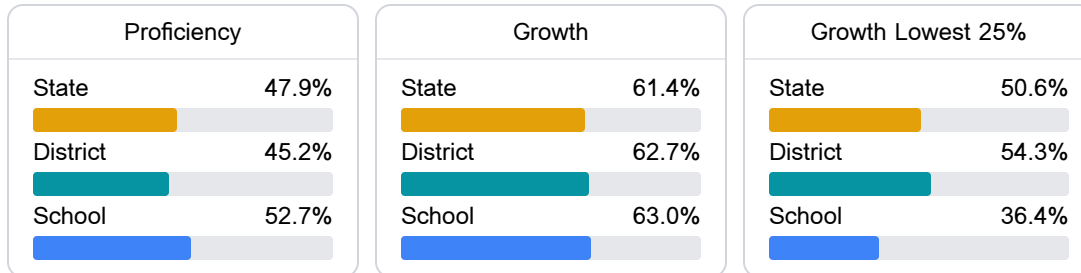 Proficiency
State 47.9%
District 45.2%
School 52.7%
Growth
State 61.4%
District 62.7%
School 63.0%
Growth Lowest 25%
State 50.6%
District 54.3%
School 36.4%